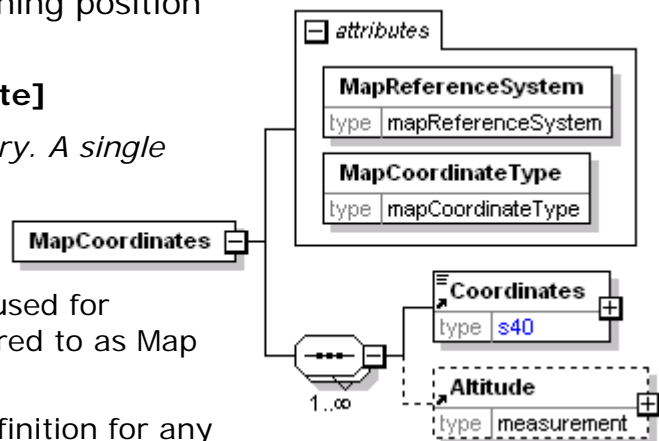 ning position
te]
ry. A single
used for
red to as Map
finition for any
attributes
MapReferenceSystem
type mapReferenceSystem
MapCoordinateType
type mapCoordinateType
MapCoordinates
Coordinates
type s40
1..∞
Altitude
type measurement